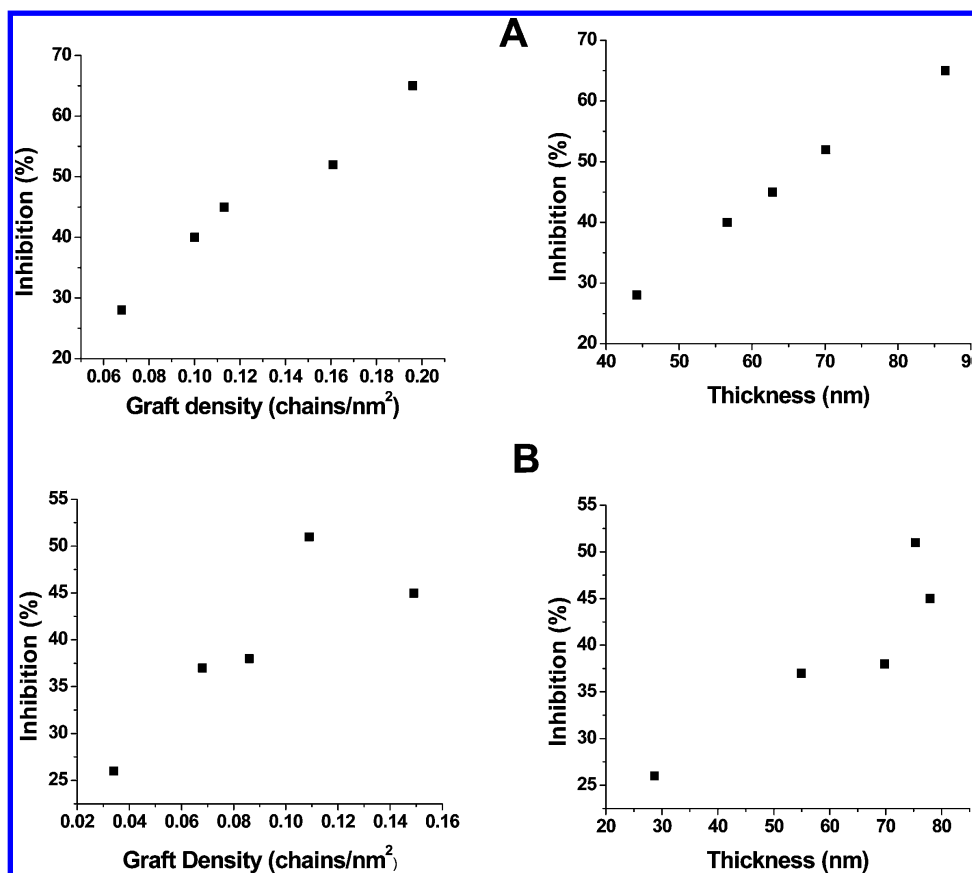 A
70
60
50
40
30
20
Inhibition (%)
0.06 0.08 0.10 0.12 0.14 0.16 0.18 0.20
Graft density (chains/nm²)
70
60
50
40
30
20
Inhibition (%)
40 50 60 70 80 90
Thickness (nm)
B
55
50
45
40
35
30
25
Inhibition (%)
0.02 0.04 0.06 0.08 0.10 0.12 0.14 0.16
Graft Density (chains/nm²)
55
50
45
40
35
30
25
Inhibition (%)
20 30 40 50 60 70 80
Thickness (nm)